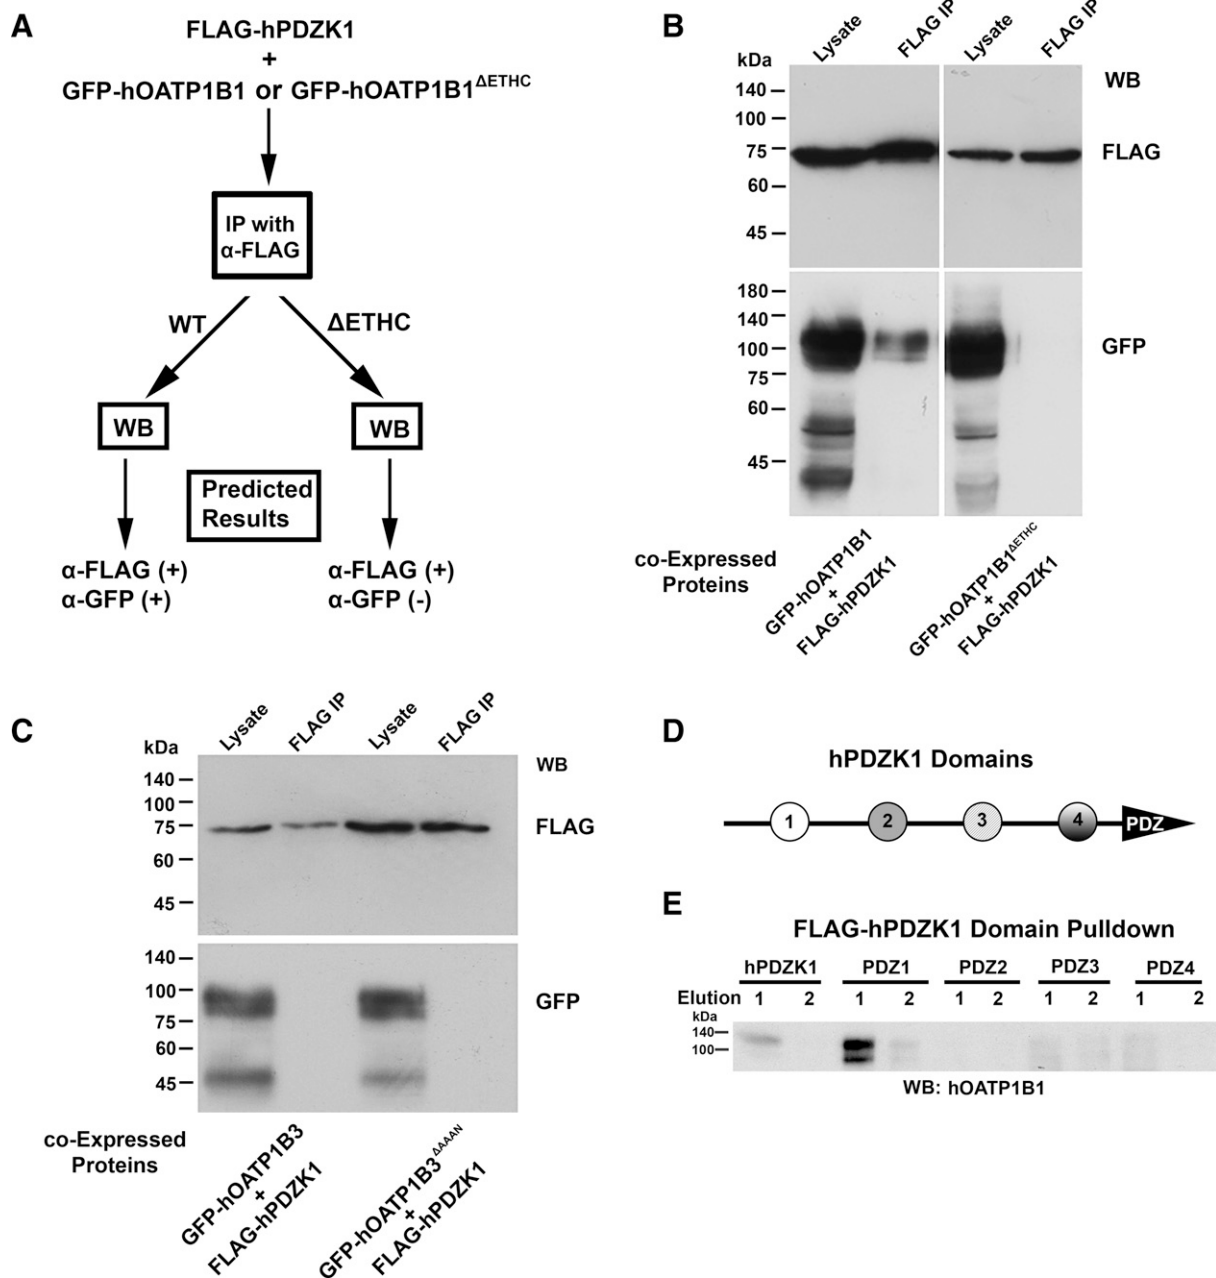 A
FLAG-hPDZK1
+
GFP-hOATP1B1 or GFP-hOATP1B1ΔETHC
IP with
α-FLAG
WT
ΔETHC
WB
WB
Predicted
Results
α-FLAG (+)
α-GFP (+)
α-FLAG (+)
α-GFP (-)
B
Lysate
FLAG IP
Lysate
FLAG IP
kDa
WB
140
100
75
60
45
FLAG
180
140
100
75
60
45
GFP
co-Expressed
Proteins
GFP-hOATP1B1
+
FLAG-hPDZK1
GFP-hOATP1B1ΔETHC
+
FLAG-hPDZK1
C
Lysate
FLAG IP
Lysate
FLAG IP
kDa
WB
140
100
75
60
45
FLAG
140
100
75
60
45
GFP
co-Expressed
Proteins
GFP-hOATP1B3
+
FLAG-hPDZK1
GFP-hOATP1B3ΔAAAN
+
FLAG-hPDZK1
D
hPDZK1 Domains
1 2 3 4 PDZ
E
FLAG-hPDZK1 Domain Pulldown
hPDZK1 PDZ1 PDZ2 PDZ3 PDZ4
Elution 1 2 1 2 1 2 1 2 1 2
kDa
140
100
WB: hOATP1B1